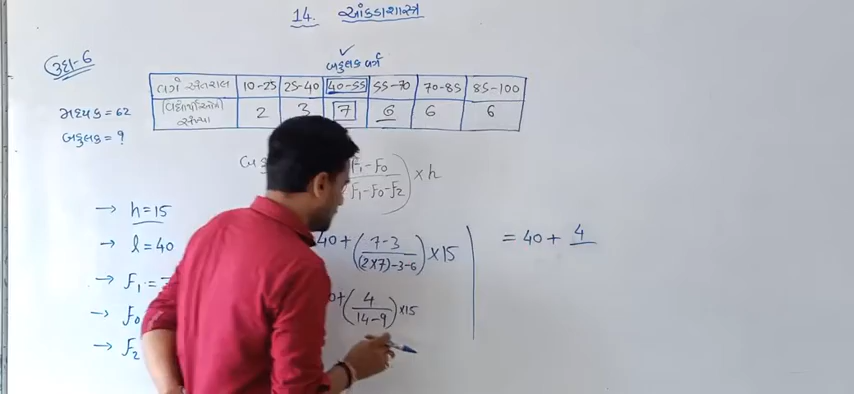 14. આંકડાશાસ્ત્ર
ઉદા-6
બહુલક વર્ગ
વર્ગ અંતરાલ 10-25 25-40 40-55 55-70 70-85 85-100
વિદ્યાર્થીઓની સંખ્યા 2 3 7 6 6 6
મધ્યક = 62
બહુલક = ?
F₁-F₀ / F₁-F₀-F₂ ) × h
→ h = 15
→ l = 40
→ F₁ =
→ F₀
→ F₂
40 + ( 7-3 / (2×7)-3-6 ) × 15
+ ( 4 / 14-9 ) × 15
= 40 + 4